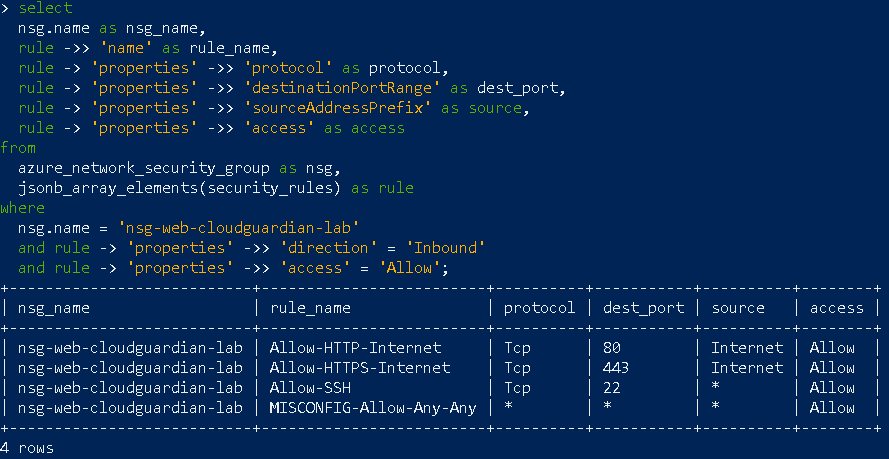 > select
  nsg.name as nsg_name,
  rule ->> 'name' as rule_name,
  rule -> 'properties' ->> 'protocol' as protocol,
  rule -> 'properties' ->> 'destinationPortRange' as dest_port,
  rule -> 'properties' ->> 'sourceAddressPrefix' as source,
  rule -> 'properties' ->> 'access' as access
from
  azure_network_security_group as nsg,
  jsonb_array_elements(security_rules) as rule
where
  nsg.name = 'nsg-web-cloudguardian-lab'
  and rule -> 'properties' ->> 'direction' = 'Inbound'
  and rule -> 'properties' ->> 'access' = 'Allow';
+---------------------------+------------------------+----------+-----------+----------+--------+
| nsg_name                  | rule_name              | protocol | dest_port | source   | access |
+---------------------------+------------------------+----------+-----------+----------+--------+
| nsg-web-cloudguardian-lab | Allow-HTTP-Internet    | Tcp      | 80        | Internet | Allow  |
| nsg-web-cloudguardian-lab | Allow-HTTPS-Internet   | Tcp      | 443       | Internet | Allow  |
| nsg-web-cloudguardian-lab | Allow-SSH              | Tcp      | 22        | *        | Allow  |
| nsg-web-cloudguardian-lab | MISCONFIG-Allow-Any-Any | *        | *         | *        | Allow  |
+---------------------------+------------------------+----------+-----------+----------+--------+
4 rows